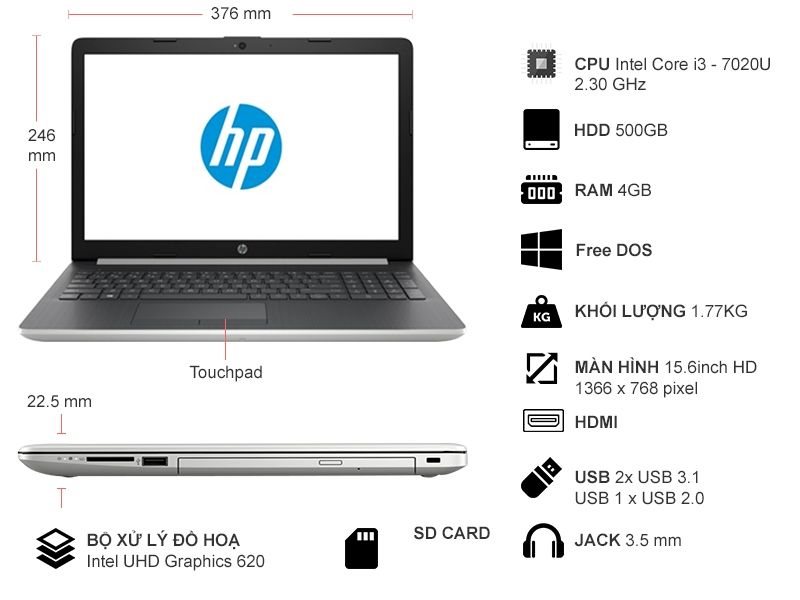 376 mm
246
mm
hp
Touchpad
22.5 mm
CPU Intel Core i3 - 7020U
2.30 GHz
HDD 500GB
RAM 4GB
Free DOS
KG
KHỐI LƯỢNG 1.77KG
MÀN HÌNH 15.6inch HD
1366 x 768 pixel
HDMI
USB 2x USB 3.1
USB 1 x USB 2.0
BỘ XỬ LÝ ĐỒ HOẠ
Intel UHD Graphics 620
SD CARD
JACK 3.5 mm